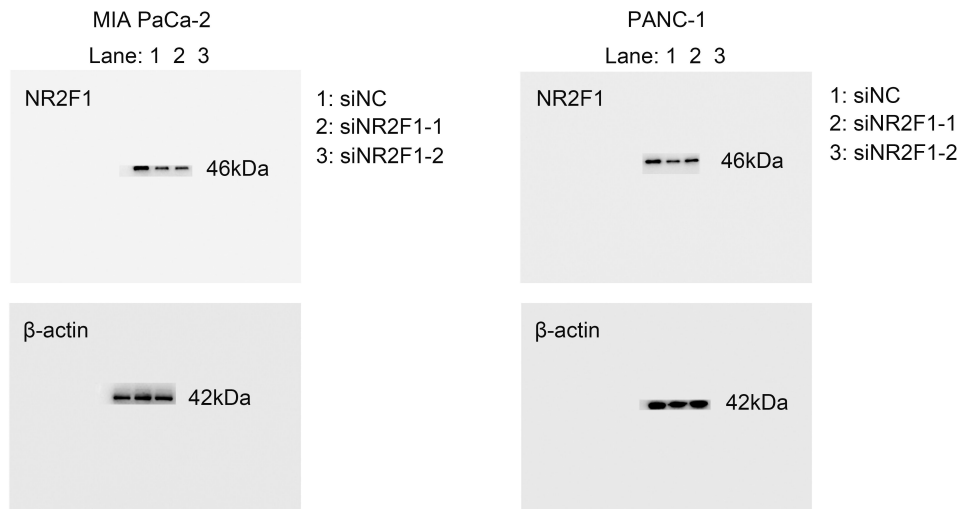 MIA PaCa-2
Lane: 1 2 3
NR2F1
46kDa
1: siNC
2: siNR2F1-1
3: siNR2F1-2
β-actin
42kDa
PANC-1
Lane: 1 2 3
NR2F1
46kDa
1: siNC
2: siNR2F1-1
3: siNR2F1-2
β-actin
42kDa